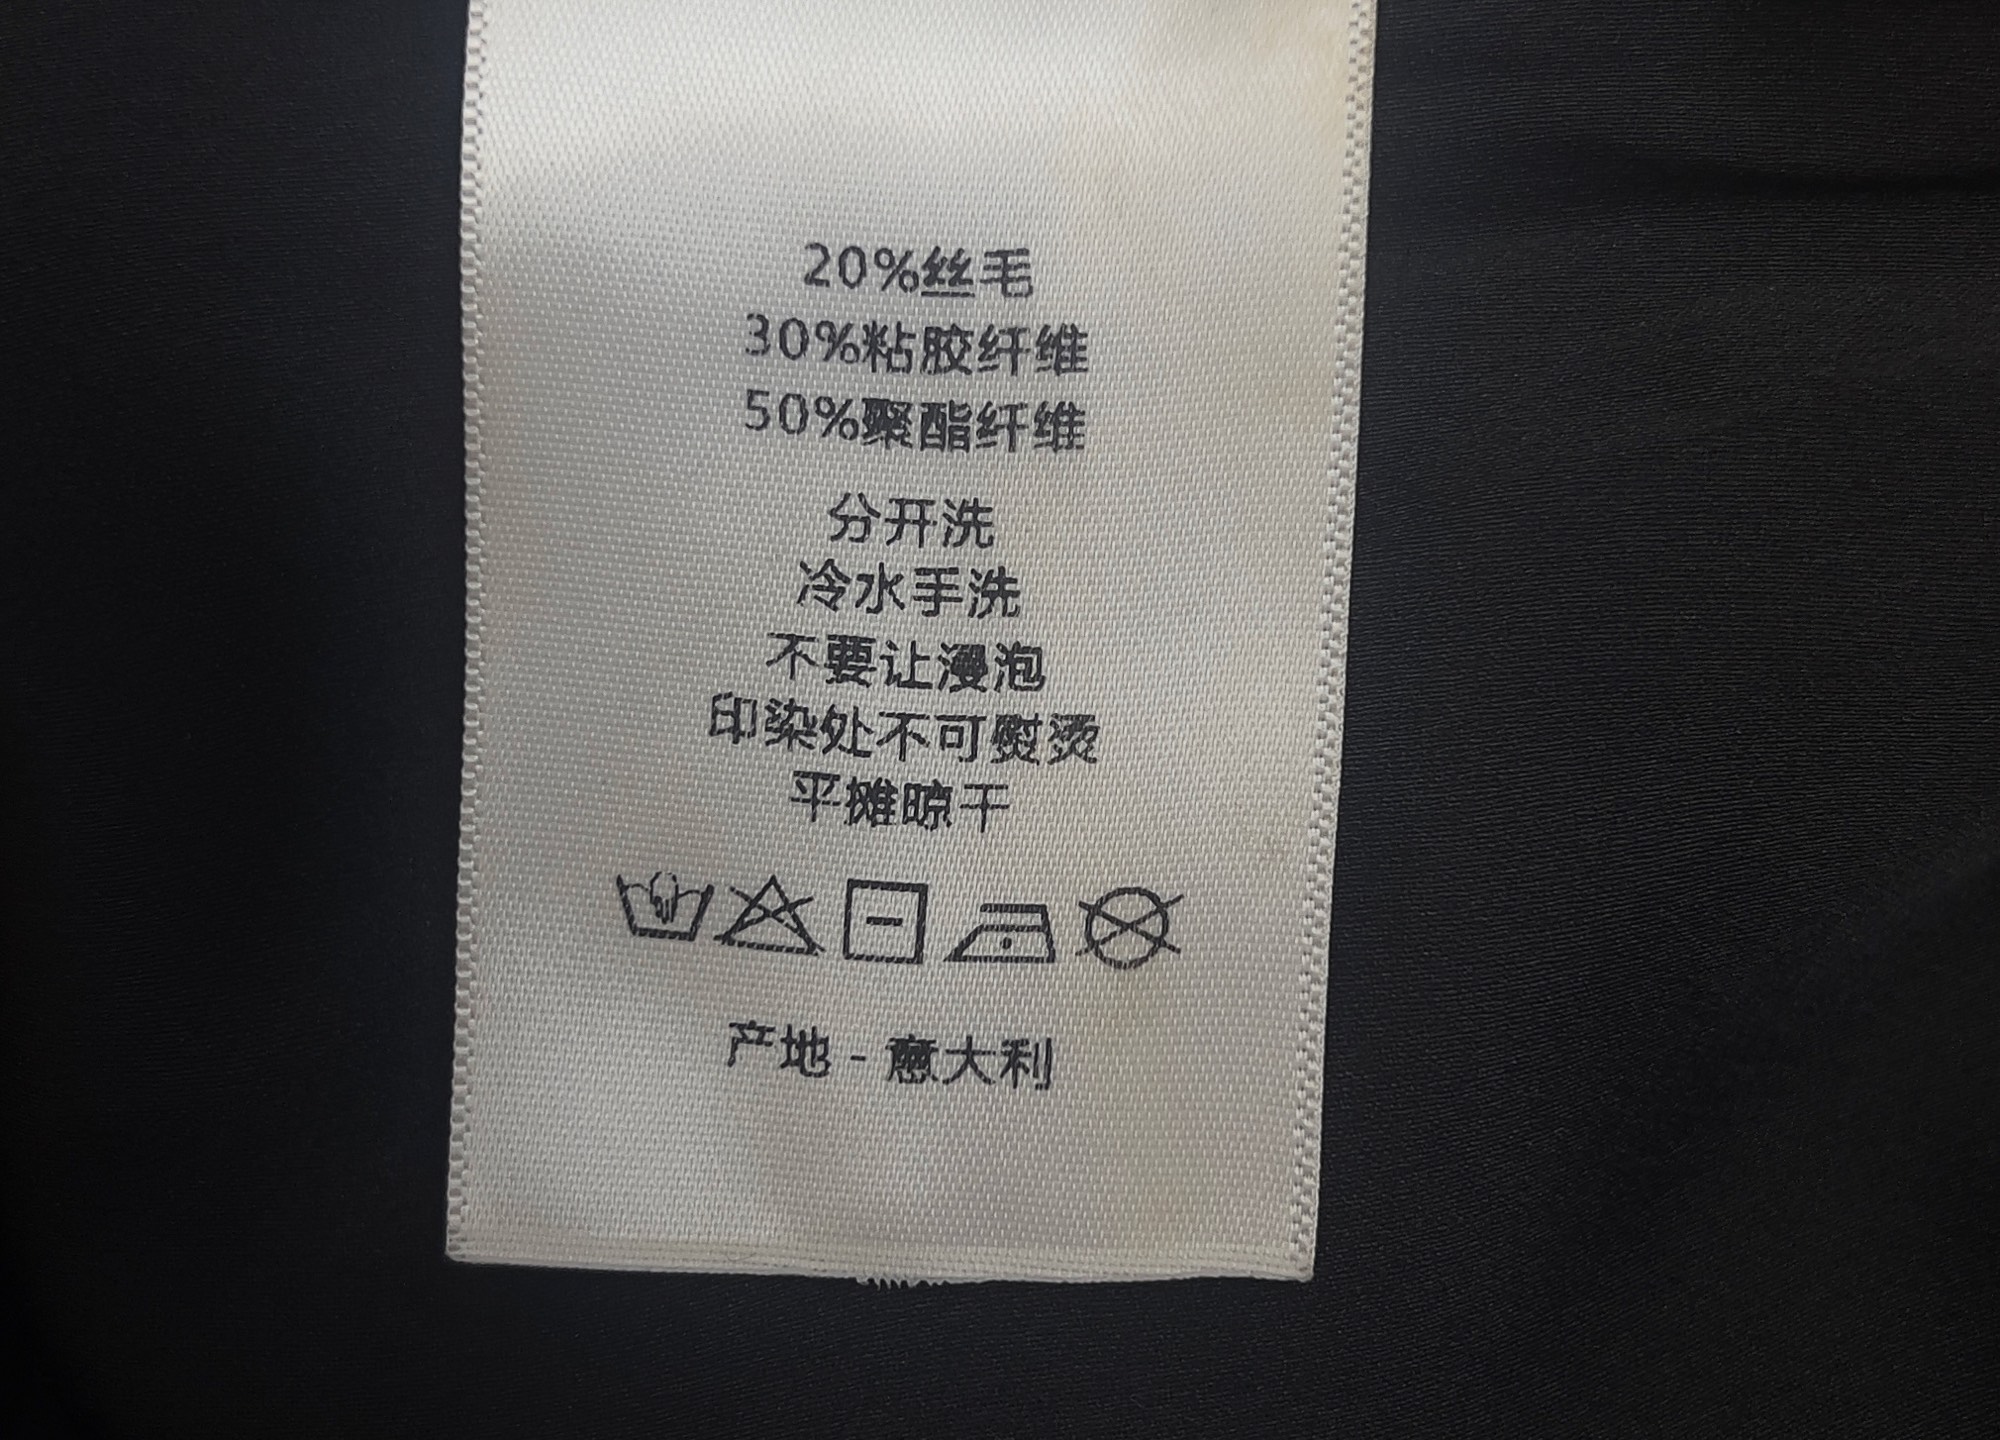 20%丝毛
30%粘胶纤维
50%聚酯纤维
分开洗
冷水手洗
不要让漫泡
印染处不可熨烫
平摊晾干
产地 - 意大利